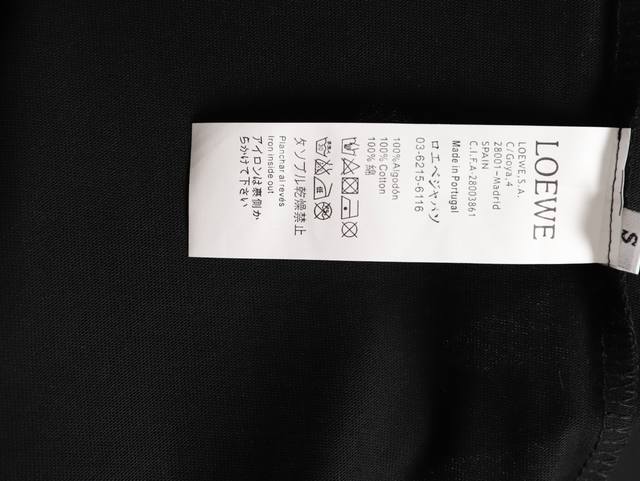 S
LOEWE
LOEWE, S.A.
C/Goya, 4
28001-Madrid
SPAIN
C.I.F.A 28003861
Made in Portugal
ロエベジャパソ
03-6215-6116
100%Algodón
100% Cotton
100% 綿
タソブル乾燥禁止
Planchar al revés
Iron inside out
アイロンは裏側か
らかけて下さい